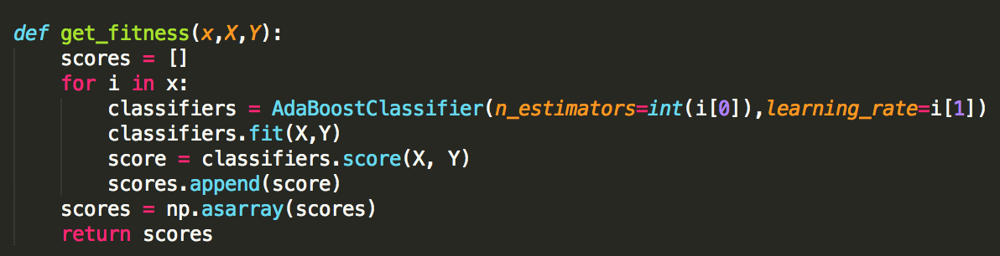 def get_fitness(x,X,Y):
    scores = []
    for i in x:
        classifiers = AdaBoostClassifier(n_estimators=int(i[0]),learning_rate=i[1])
        classifiers.fit(X,Y)
        score = classifiers.score(X, Y)
        scores.append(score)
    scores = np.asarray(scores)
    return scores